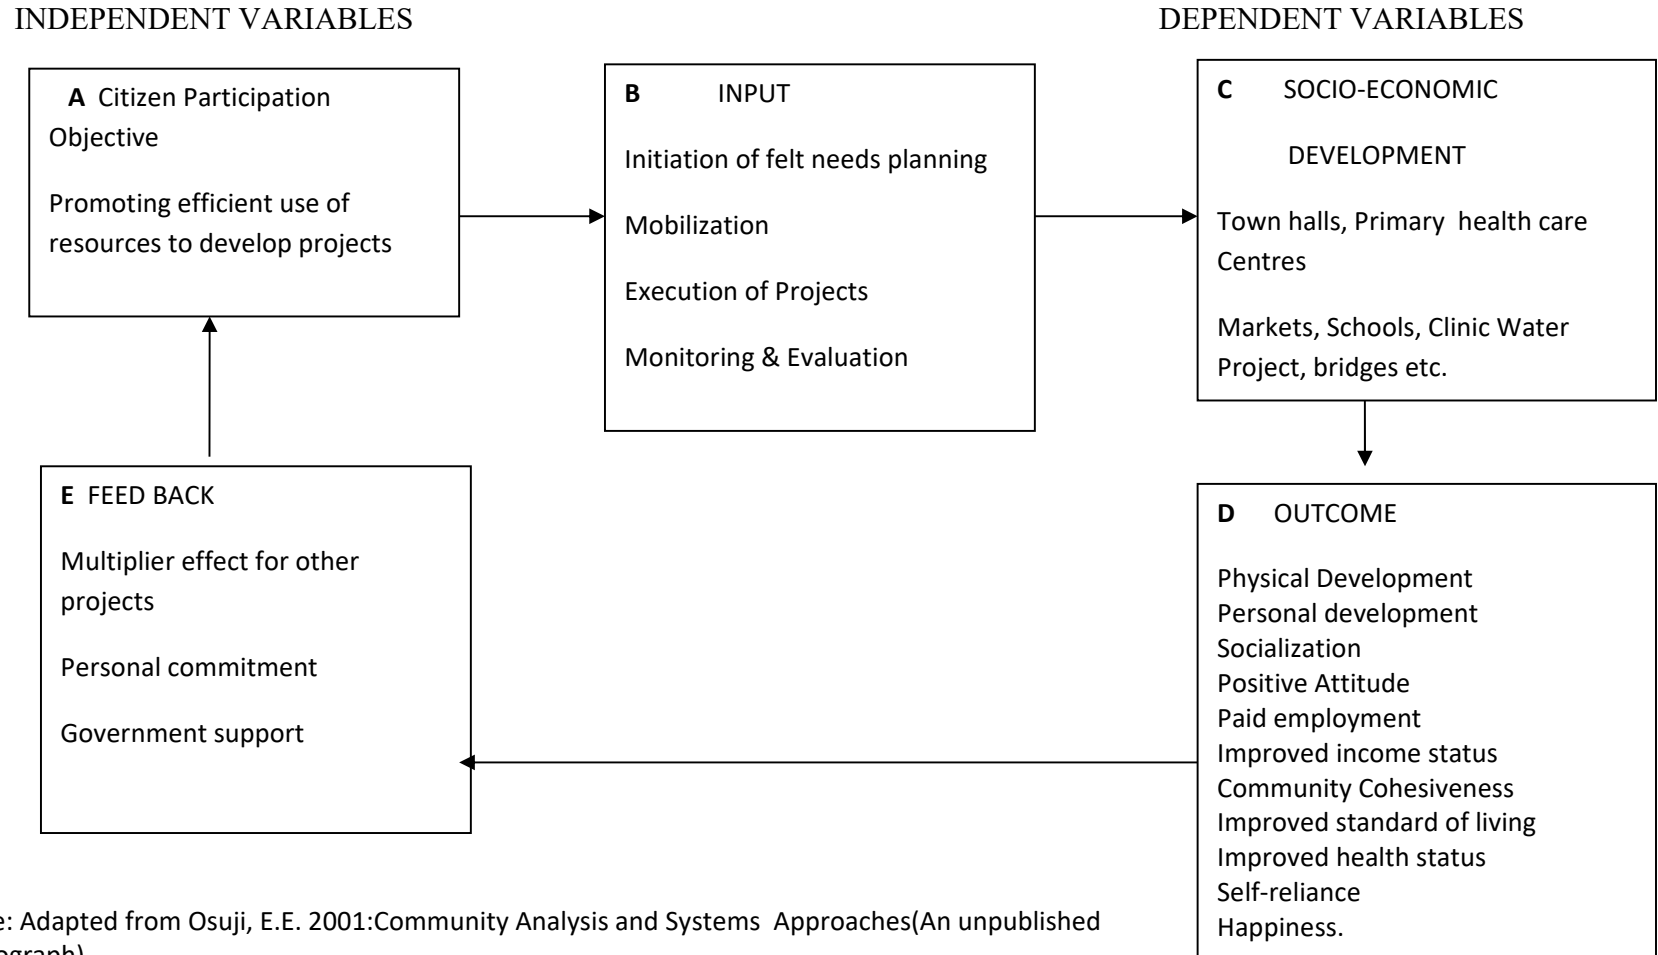 INDEPENDENT VARIABLES
DEPENDENT VARIABLES
A Citizen Participation
Objective
Promoting efficient use of
resources to develop projects
B INPUT
Initiation of felt needs planning
Mobilization
Execution of Projects
Monitoring & Evaluation
C SOCIO-ECONOMIC
DEVELOPMENT
Town halls, Primary health care
Centres
Markets, Schools, Clinic Water
Project, bridges etc.
E FEED BACK
Multiplier effect for other
projects
Personal commitment
Government support
D OUTCOME
Physical Development
Personal development
Socialization
Positive Attitude
Paid employment
Improved income status
Community Cohesiveness
Improved standard of living
Improved health status
Self-reliance
Happiness.
: Adapted from Osuji, E.E. 2001:Community Analysis and Systems Approaches(An unpublished